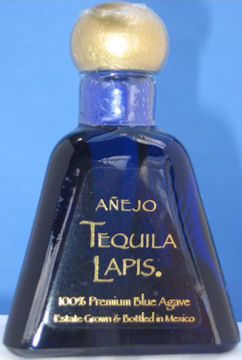 AÑEJO
TEQUILA
LAPIS.
100% Premium Blue Agave
Estate Grown & Bottled in Mexico